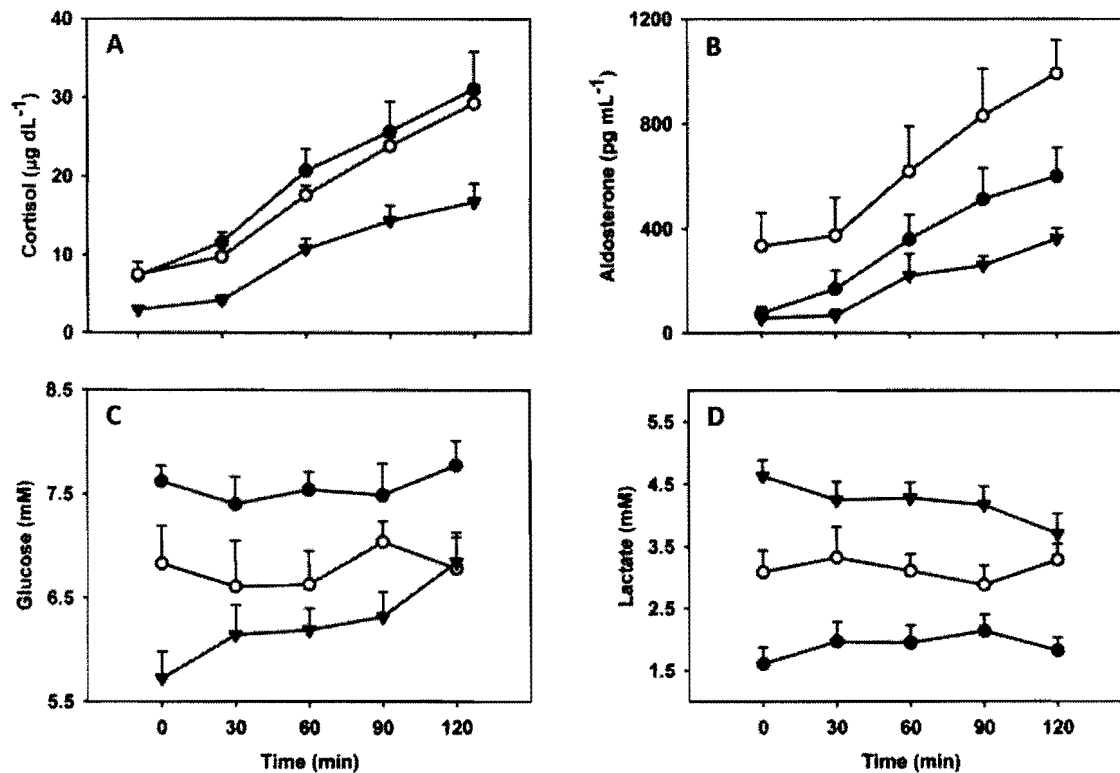 A
Cortisol (µg dL-1)
40
30
20
10
0
B
Aldosterone (pg mL-1)
1200
800
400
0
C
Glucose (mM)
8.5
7.5
6.5
5.5
0 30 60 90 120
Time (min)
D
Lactate (mM)
5.5
4.5
3.5
2.5
1.5
0 30 60 90 120
Time (min)